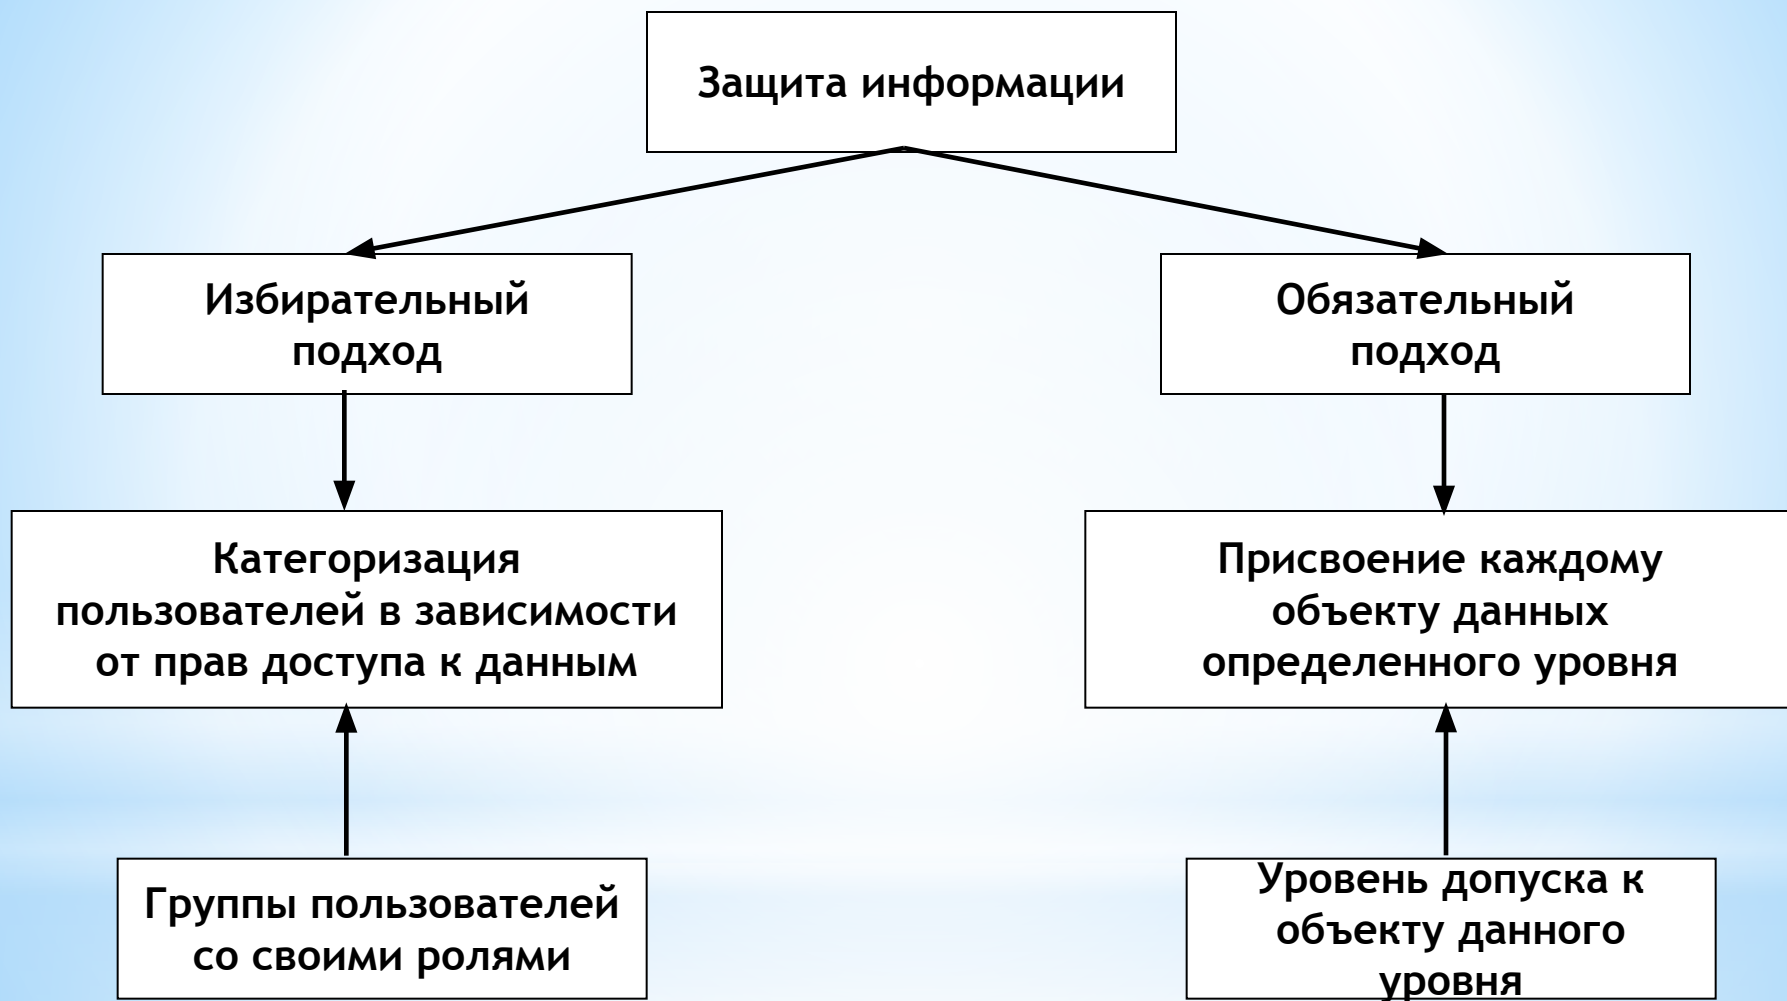 Защита информации
Избирательный
подход
Обязательный
подход
Категоризация
пользователей в зависимости
от прав доступа к данным
Присвоение каждому
объекту данных
определенного уровня
Группы пользователей
со своими ролями
Уровень допуска к
объекту данного
уровня